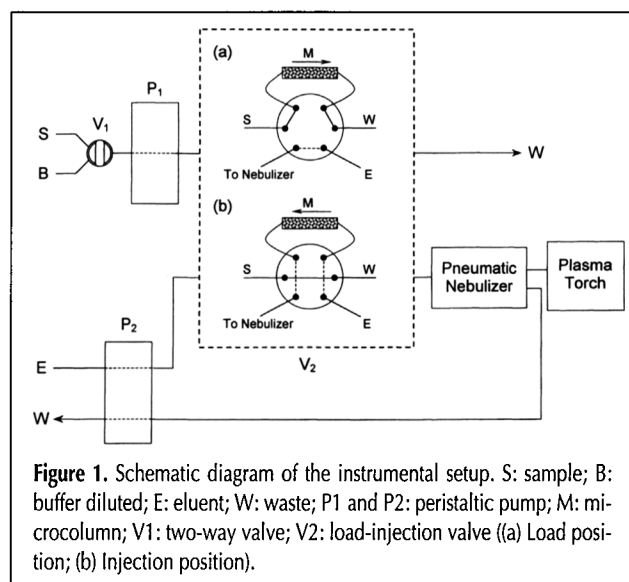 (a)
M
P1
V1
S
B
S
W
To Nebulizer
E
W
(b)
M
S
W
To Nebulizer
E
Pneumatic
Nebulizer
Plasma
Torch
P2
V2
E
W
Figure 1. Schematic diagram of the instrumental setup. S: sample; B:
buffer diluted; E: eluent; W: waste; P1 and P2: peristaltic pump; M: mi-
crocolumn; V1: two-way valve; V2: load-injection valve ((a) Load posi-
tion; (b) Injection position).